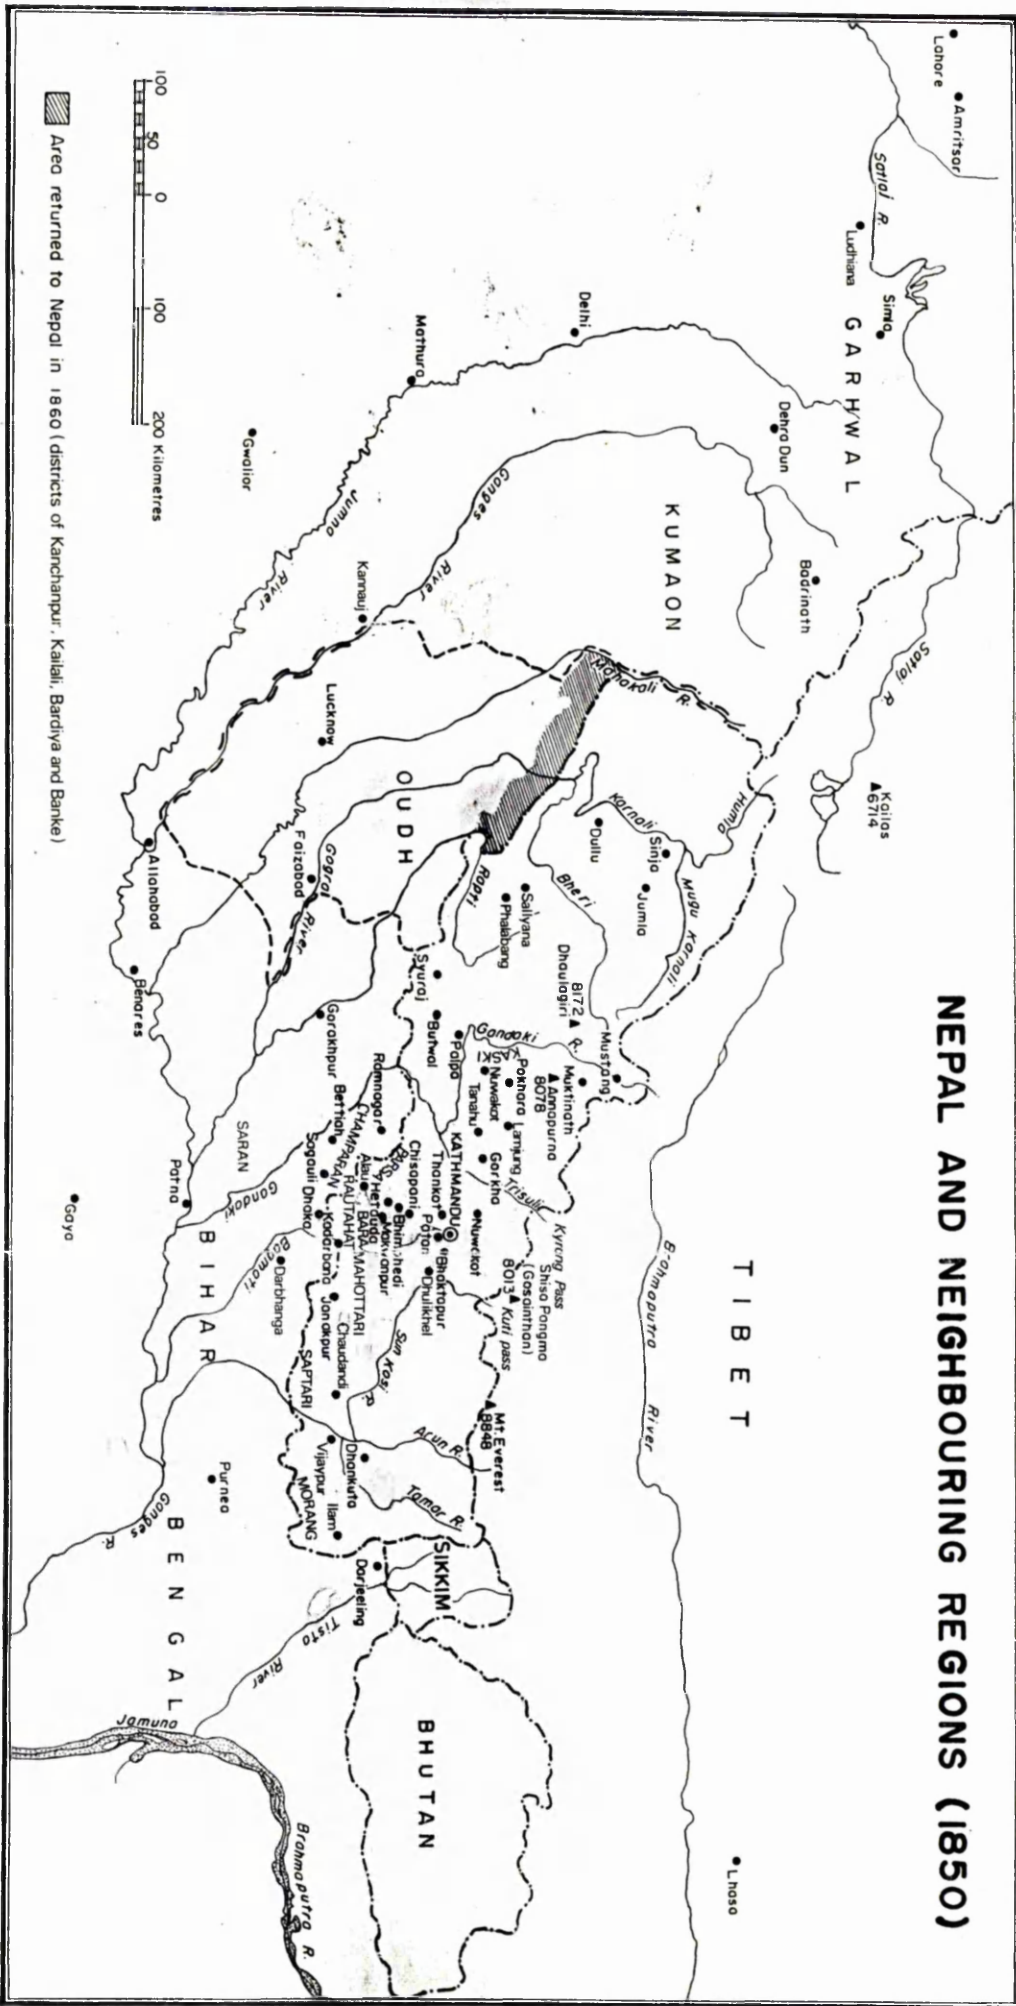 NEPAL AND NEIGHBOURING REGIONS (1850)
Lahore
Amritsar
Satlaj R.
Ludhiana
Simla
GARHWAL
Dehra Dun
Badrinath
Satlaj R.
Kailas
6714
TIBET
Brahmaputra River
Lhasa
Delhi
Mathura
Gwalior
Jumna River
Ganges River
KUMAON
Mahakali R.
Humla
Karnali
Mugu Karnali
Sinja
Dullu
Jumla
Bheri
Sallyana
Phalabang
Rapti
Kannauj
Lucknow
OUDH
Faizabad
Gogra River
Allahabad
Benares
Syuraj
Butwal
Palpa
Gorakhpur
Dhaulagiri
8172
Gandaki R.
Mustang
Muktinath
Annapurna
8078
KASKI
Pokhara
Nuwakot
Lamjung
Tanahu
Gorkha
Trisuli
Kyrong Pass
Shisa Pangma
(Gosainthan)
8013
Kuti pass
Nuwakot
KATHMANDU
Thankot
Patan
Bhaktapur
Dhulikhel
Chisapani
Bhimphedi
Makwanpur
Hetauda
Alau
Ramnagar
Bettiah
CHAMPARAN
Sagauli
Dhaka
Kadarbana
RAUTAHAT
BARA
MAHOTTARI
Janakpur
Chaudandi
SAPTARI
Sun Kosi R.
Mt. Everest
8848
Arun R.
Tamar R.
Dhankuta
Vijaypur
Ilam
MORANG
SIKKIM
Darjeeling
Tista River
BHUTAN
SARAN
Gandaki
Patna
Gaya
BIHAR
Bagmati
Darbhanga
Purnea
Ganges R.
BENGAL
Jamuna
Brahmaputra R.
100 50 0 100 200 Kilometres
Area returned to Nepal in 1860 (districts of Kanchanpur, Kailali, Bardiya and Banke)